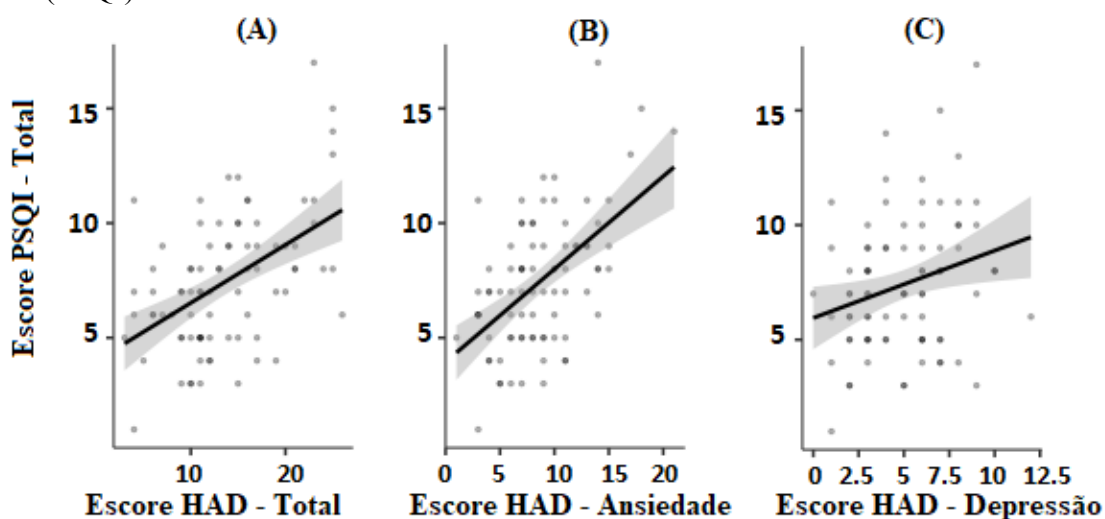 (A)
(B)
(C)
Escore PSQI - Total
15
10
5
15
10
5
15
10
5
10 20
0 5 10 15 20
0 2.5 5 7.5 10 12.5
Escore HAD - Total
Escore HAD - Ansiedade
Escore HAD - Depressão